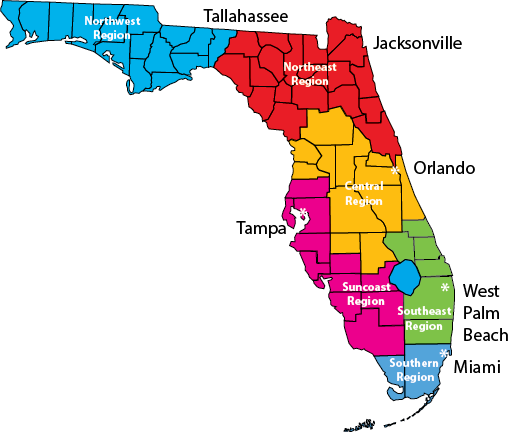 Tallahassee
Northwest
Region
Jacksonville
Northeast
Region
Orlando
Central
Region
Tampa
Suncoast
Region
West
Palm
Beach
Southeast
Region
Southern
Region
Miami